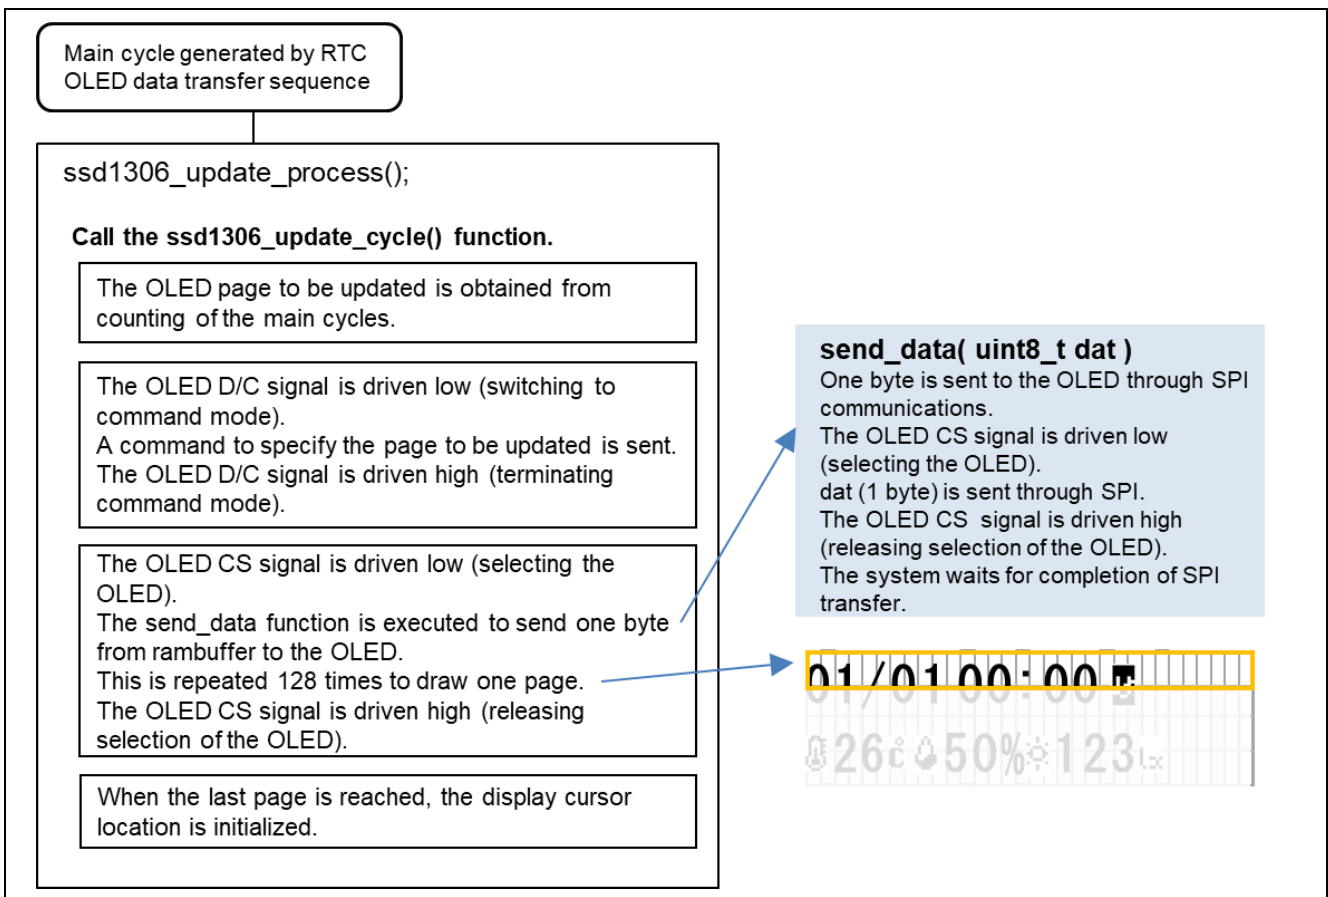 Main cycle generated by RTC
OLED data transfer sequence
ssd1306_update_process();
Call the ssd1306_update_cycle() function.
The OLED page to be updated is obtained from
counting of the main cycles.
The OLED D/C signal is driven low (switching to
command mode).
A command to specify the page to be updated is sent.
The OLED D/C signal is driven high (terminating
command mode).
The OLED CS signal is driven low (selecting the
OLED).
The send_data function is executed to send one byte
from rambuffer to the OLED.
This is repeated 128 times to draw one page.
The OLED CS signal is driven high (releasing
selection of the OLED).
When the last page is reached, the display cursor
location is initialized.
send_data( uint8_t dat )
One byte is sent to the OLED through SPI
communications.
The OLED CS signal is driven low
(selecting the OLED).
dat (1 byte) is sent through SPI.
The OLED CS signal is driven high
(releasing selection of the OLED).
The system waits for completion of SPI
transfer.
01/01 00:00
26℃ 50% 123lx